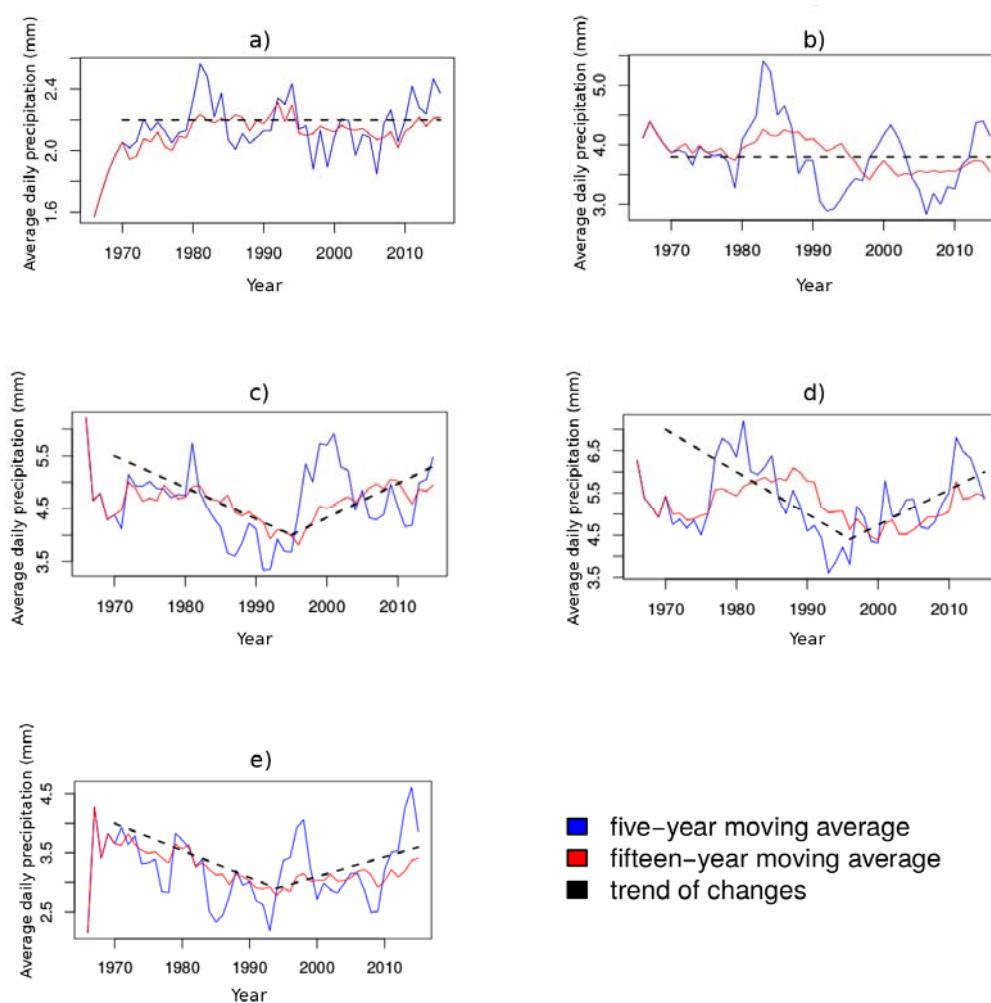 a)
Average daily precipitation (mm)
2.4
2.0
1.6
1970 1980 1990 2000 2010
Year
b)
Average daily precipitation (mm)
5.0
4.0
3.0
1970 1980 1990 2000 2010
Year
c)
Average daily precipitation (mm)
5.5
4.5
3.5
1970 1980 1990 2000 2010
Year
d)
Average daily precipitation (mm)
6.5
5.5
4.5
3.5
1970 1980 1990 2000 2010
Year
e)
Average daily precipitation (mm)
4.5
3.5
2.5
1970 1980 1990 2000 2010
Year
five-year moving average
fifteen-year moving average
trend of changes